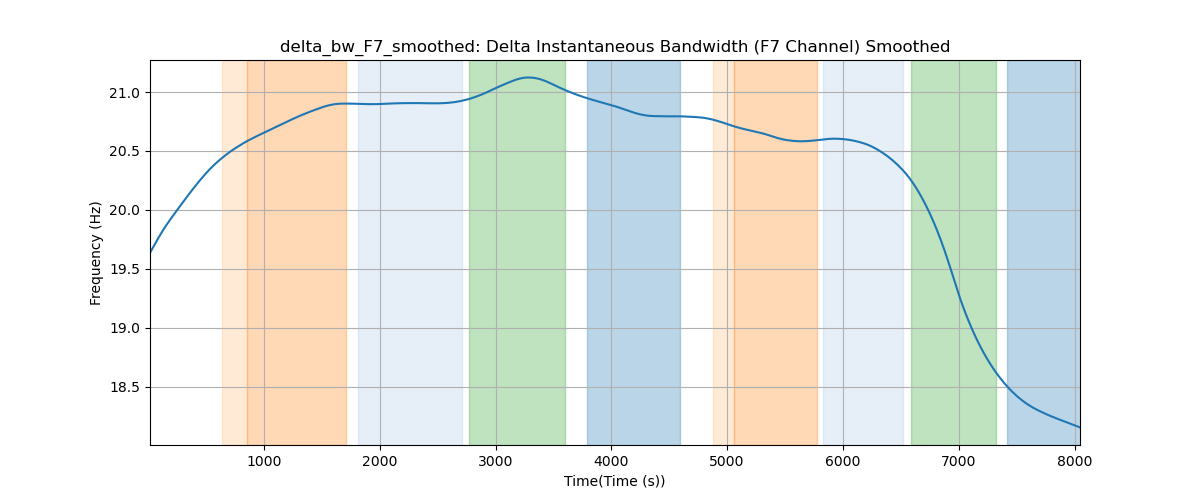 delta_bw_F7_smoothed: Delta Instantaneous Bandwidth (F7 Channel) Smoothed
Frequency (Hz)
21.0
20.5
20.0
19.5
19.0
18.5
1000 2000 3000 4000 5000 6000 7000 8000
Time(Time (s))